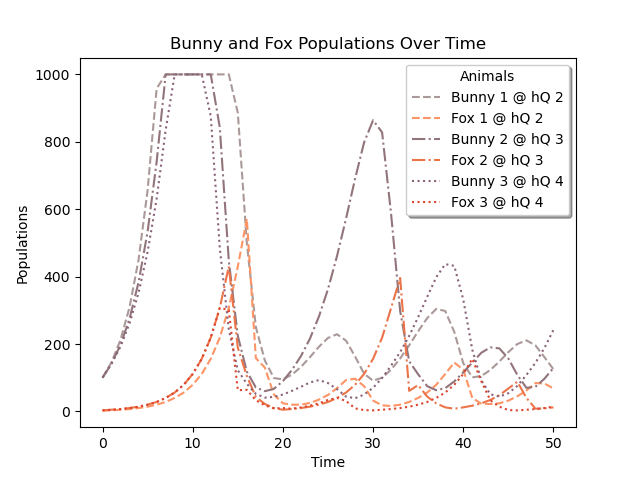 Bunny and Fox Populations Over Time
Populations
1000
800
600
400
200
0
Animals
Bunny 1 @ hQ 2
Fox 1 @ hQ 2
Bunny 2 @ hQ 3
Fox 2 @ hQ 3
Bunny 3 @ hQ 4
Fox 3 @ hQ 4
0 10 20 30 40 50
Time